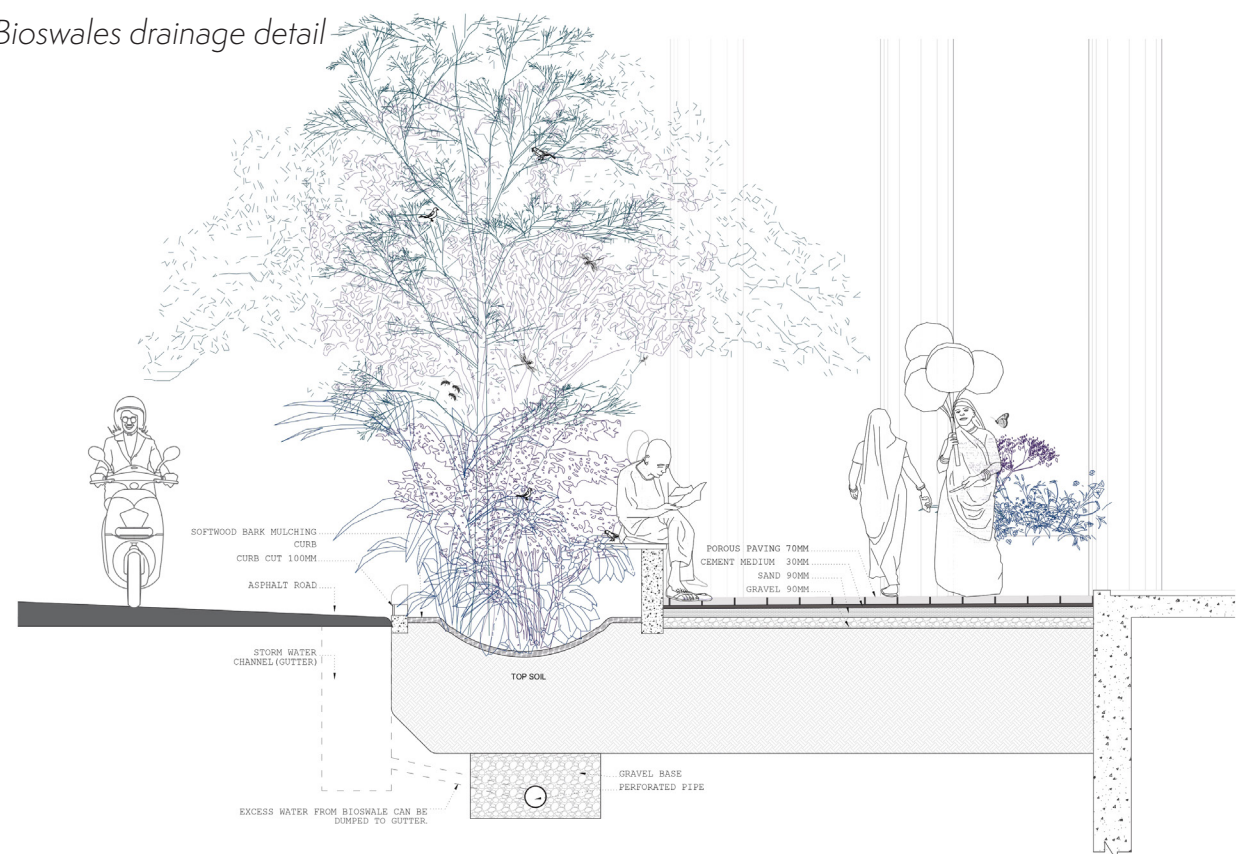 Bioswales drainage detail
SOFTWOOD BARK MULCHING
CURB
CURB CUT 100MM
ASPHALT ROAD
STORM WATER
CHANNEL(GUTTER)
EXCESS WATER FROM BIOSWALE CAN BE
DUMPED TO GUTTER.
TOP SOIL
GRAVEL BASE
PERFORATED PIPE
POROUS PAVING 70MM
CEMENT MEDIUM 30MM
SAND 90MM
GRAVEL 90MM